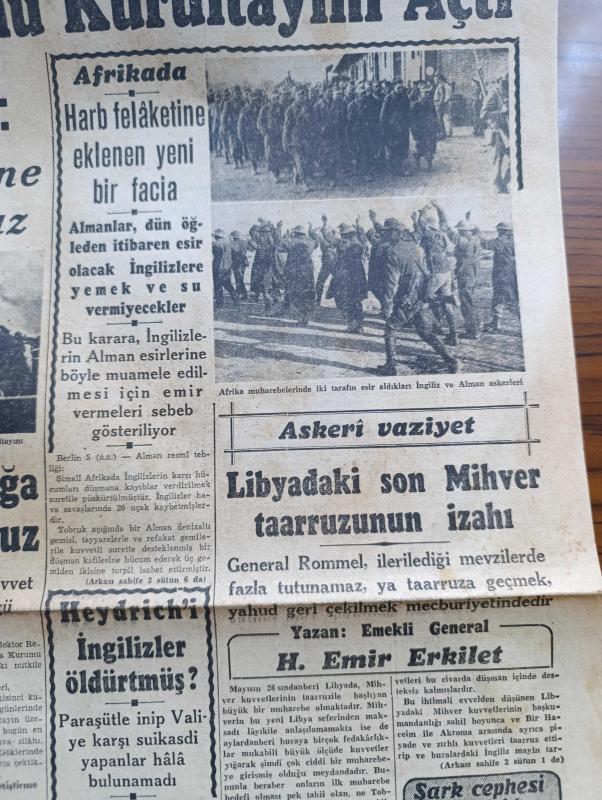 Kurultayını Açtı
ne
Afrikada
Harb felâketine
eklenen yeni
bir facia
Almanlar, dün öğ-
leden itibaren esir
olacak İngilizlere
yemek ve su
vermiyecekler
Bu karara, İngilizle-
rin Alman esirlerine
böyle muamele edil-
mesi için emir
vermeleri sebeb
gösteriliyor
Berlin 5 (a.a.) — Alman resmî teb-
liği:
Şimalî Afrikada İngilizlerin karşı hü-
cumları düşmana kayıblar verdirilmek
suretile püskürtülmüştür. İngilizler ha-
va savaşlarında 26 uçak kaybetmişler-
dir.
Tobruk açığında bir Alman denizaltı
gemisi, tayyarelerle ve refakat gemile-
rile kuvvetli surette desteklenmiş bir
düşman kafilesine hücum ederek üç ge-
miden ikisine torpil isabet ettirmiştir.
(Arkası sahife 2 sütun 6 da)
Heydrich'i
İngilizler
öldürtmüş?
Paraşütle inip Vali-
ye karşı suikasdi
yapanlar hâlâ
bulunamadı
Afrika muharebelerinde iki tarafın esir aldıkları İngiliz ve Alman askerleri
Askerî vaziyet
Libyadaki son Mihver
taarruzunun izahı
General Rommel, ilerilediği mevzilerde
fazla tutunamaz, ya taarruza geçmek,
yahud geri çekilmek mecburiyetindedir
Yazan: Emekli General
H. Emir Erkilet
Mayısın 26 sındanberi Libyada, Mih-
ver kuvvetlerinin taarruzile başlıyan
büyük bir muharebe olmaktadır. Mih-
verin bu yeni Libya seferinden mak-
sadı lâyıkile anlaşılamamakta ise de
aylardanberi buraya birçok fedakârlık-
lar mukabili büyük ölçüde kuvvetler
yığarak şimdi çok ciddî bir muharebe-
ye girişmiş olduğu meydandadır. Bu-
nunla beraber onların ilk muharebe
hedefi olması pek tabiî olan, ne Tob-
vetleri bu civarda düşman içinde des-
teksiz kalmışlardır.
Bu ihtimali evvelden düşünen Lib-
yadaki Mihver kuvvetlerinin başku-
mandanlığı sahil boyunca ve Bir Ha-
ceim ile Akroma arasında ayrıca pi-
yade ve zırhlı kuvvetleri taarruz etti-
rip ve buralardaki İngiliz mayin tar-
(Arkası sahife 2 sütun 1 de)
Şark cephesi